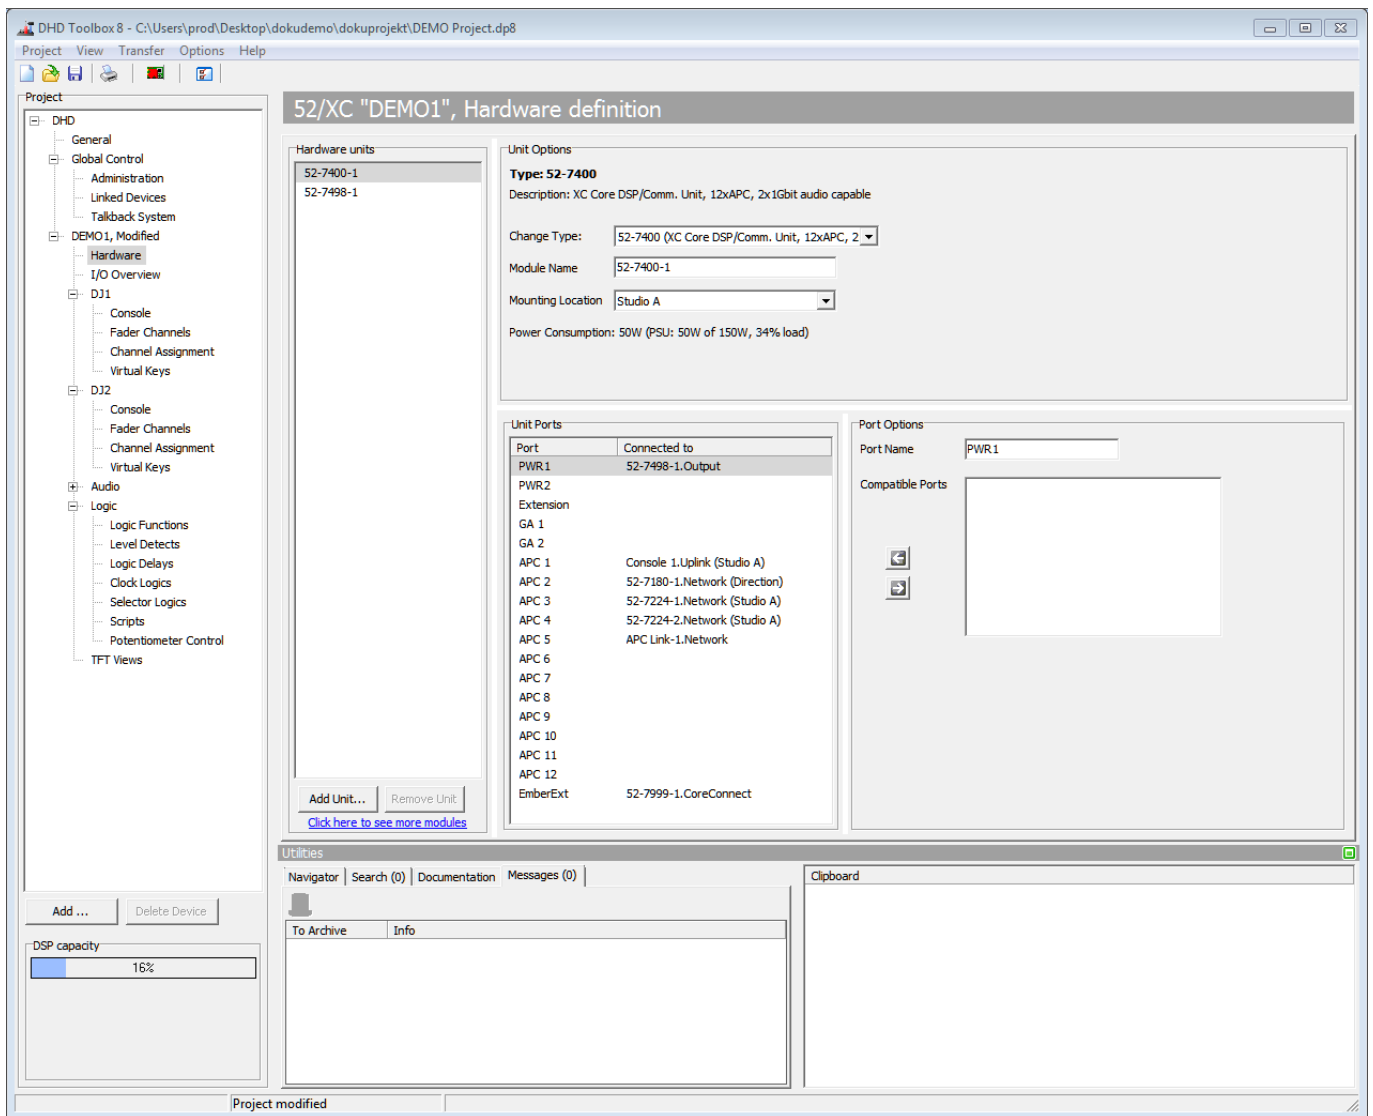 DHD Toolbox 8 - C:\Users\prod\Desktop\dokudemo\dokuprojekt\DEMO Project.dp8
Project View Transfer Options Help
Project
DHD
General
Global Control
Administration
Linked Devices
Talkback System
DEMO1, Modified
Hardware
I/O Overview
DJ1
Console
Fader Channels
Channel Assignment
Virtual Keys
DJ2
Console
Fader Channels
Channel Assignment
Virtual Keys
Audio
Logic
Logic Functions
Level Detects
Logic Delays
Clock Logics
Selector Logics
Scripts
Potentiometer Control
TFT Views
Add ... Delete Device
DSP capacity
16%
52/XC "DEMO1", Hardware definition
Hardware units
52-7400-1
52-7498-1
Add Unit... Remove Unit
Click here to see more modules
Unit Options
Type: 52-7400
Description: XC Core DSP/Comm. Unit, 12xAPC, 2x1Gbit audio capable
Change Type: 52-7400 (XC Core DSP/Comm. Unit, 12xAPC, 2
Module Name 52-7400-1
Mounting Location Studio A
Power Consumption: 50W (PSU: 50W of 150W, 34% load)
Unit Ports
Port Connected to
PWR1 52-7498-1.Output
PWR2
Extension
GA 1
GA 2
APC 1 Console 1.Uplink (Studio A)
APC 2 52-7180-1.Network (Direction)
APC 3 52-7224-1.Network (Studio A)
APC 4 52-7224-2.Network (Studio A)
APC 5 APC Link-1.Network
APC 6
APC 7
APC 8
APC 9
APC 10
APC 11
APC 12
EmberExt 52-7999-1.CoreConnect
Port Options
Port Name PWR1
Compatible Ports
Utilities
Navigator Search (0) Documentation Messages (0)
To Archive Info
Clipboard
Project modified